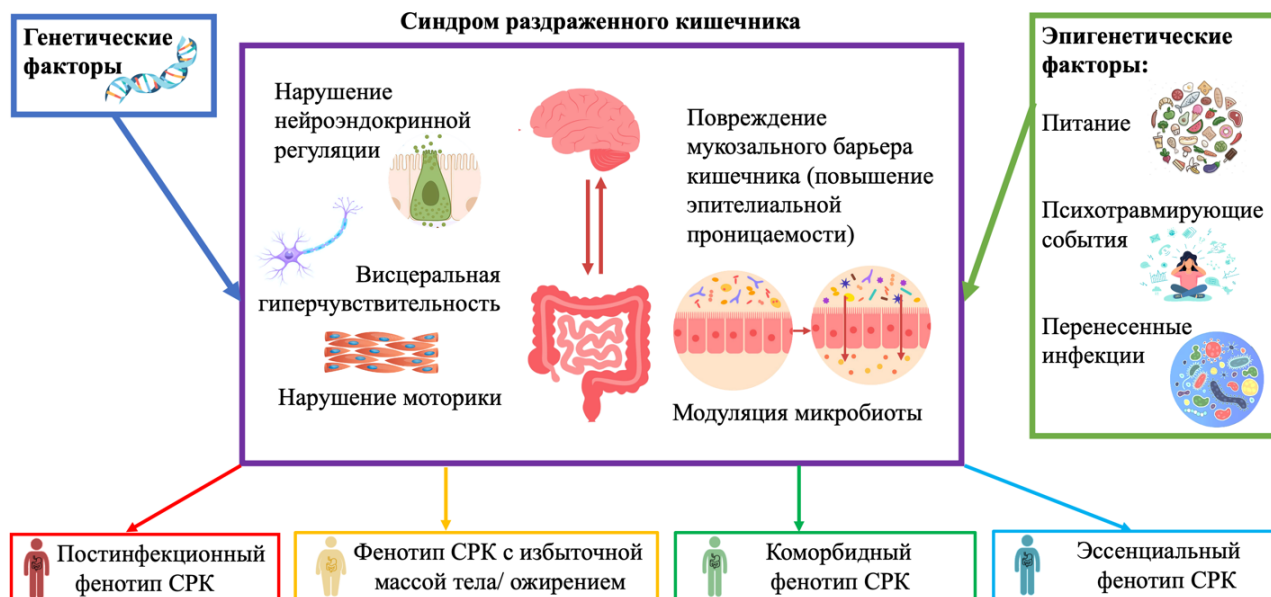 Синдром раздраженного кишечника
Генетические
факторы
Нарушение
нейроэндокринной
регуляции
Висцеральная
гиперчувствительность
Нарушение моторики
Повреждение
мукозального барьера
кишечника (повышение
эпителиальной
проницаемости)
Модуляция микробиоты
Эпигенетические
факторы:
Питание
Психотравмирующие
события
Перенесенные
инфекции
Постинфекционный
фенотип СРК
Фенотип СРК с избыточной
массой тела/ ожирением
Коморбидный
фенотип СРК
Эссенциальный
фенотип СРК